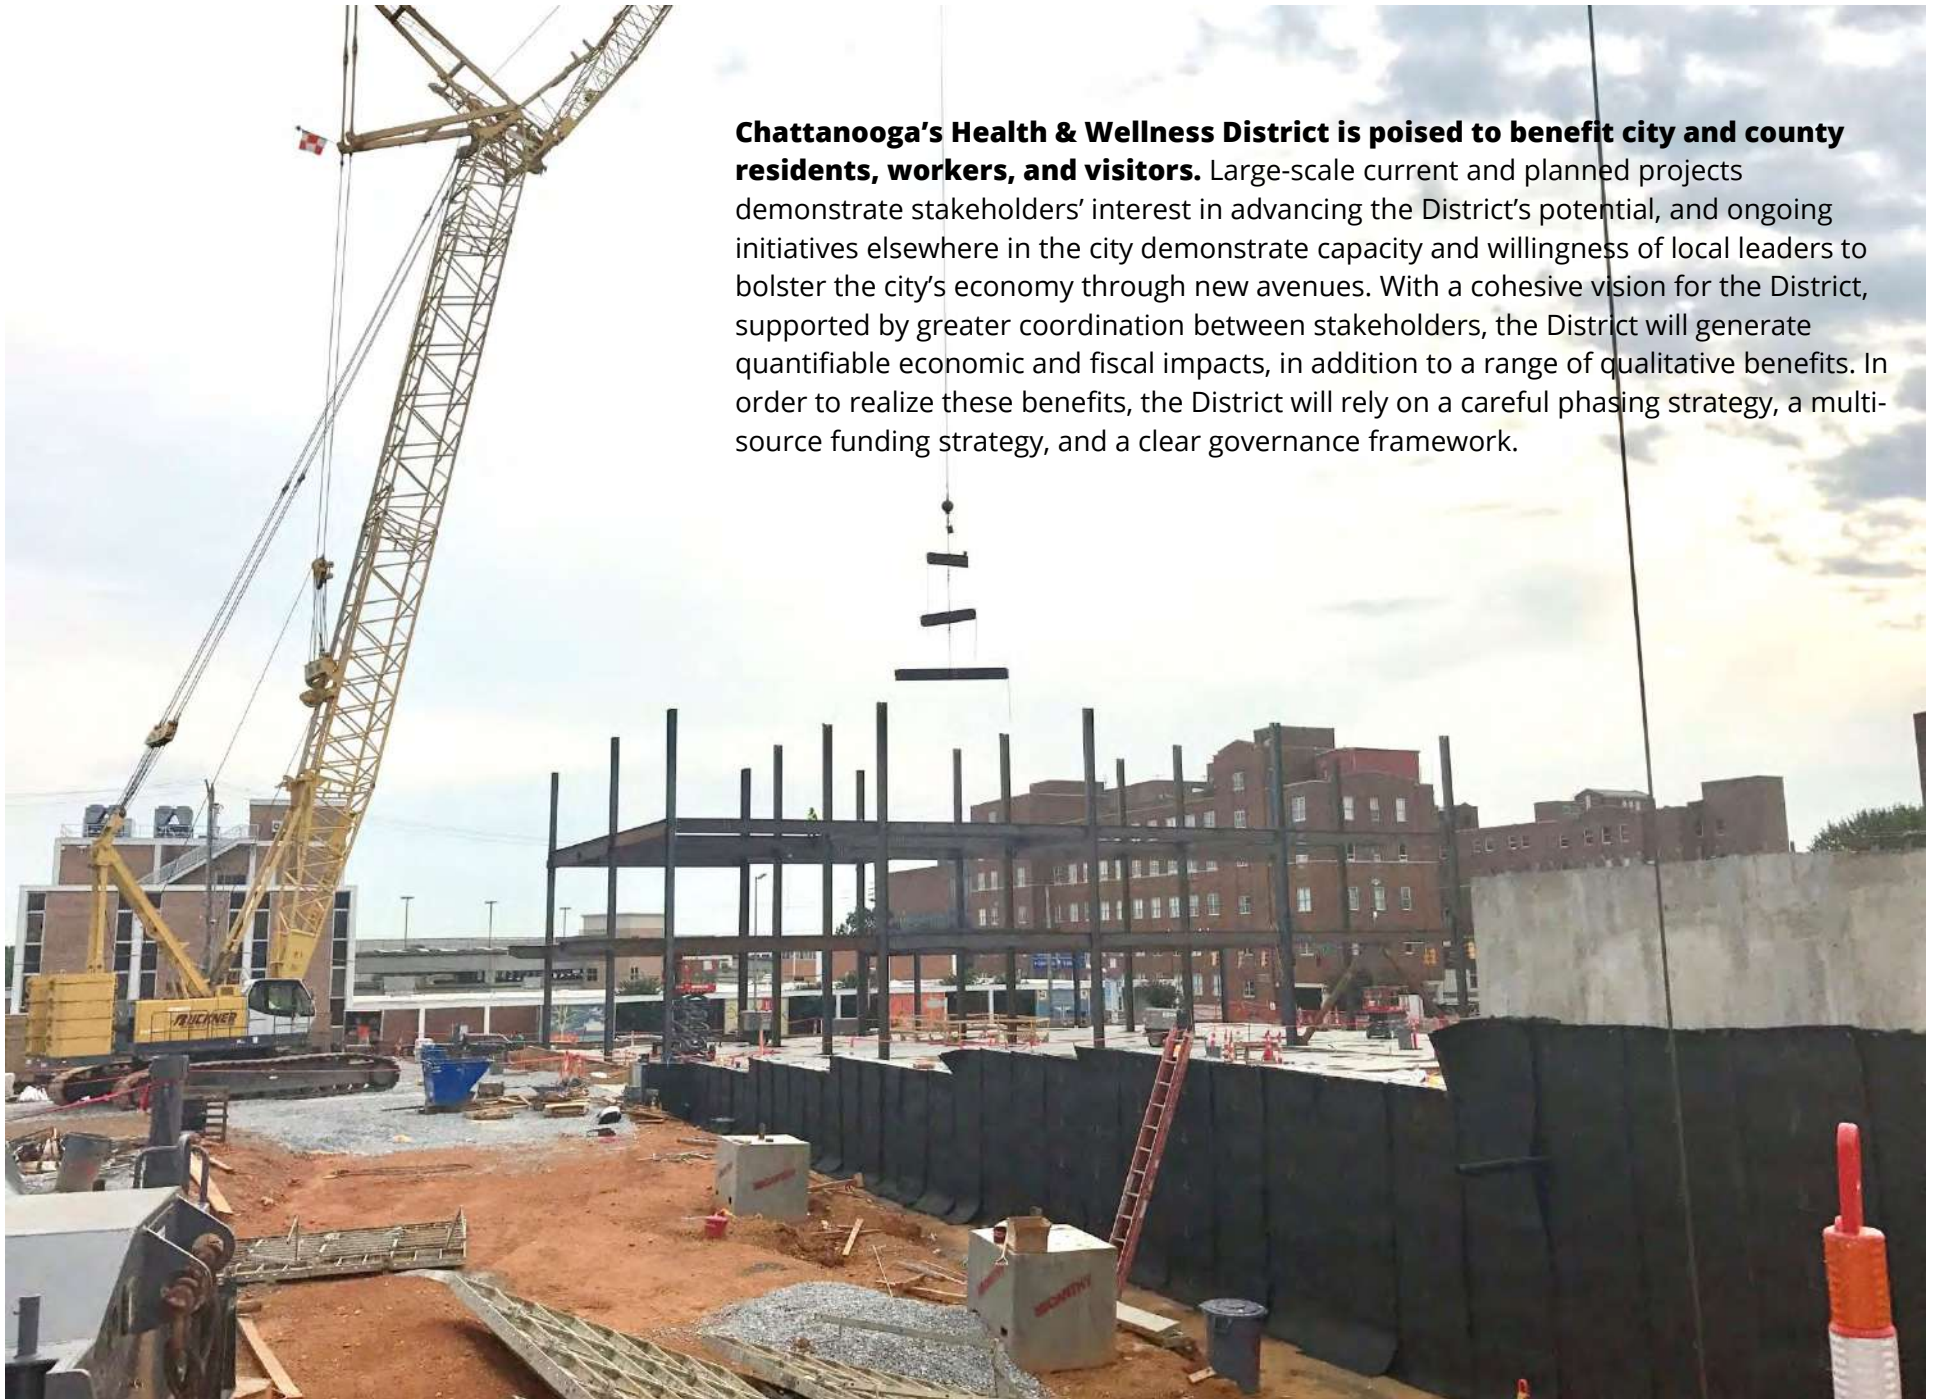 Chattanooga’s Health & Wellness District is poised to benefit city and county
residents, workers, and visitors. Large-scale current and planned projects
demonstrate stakeholders’ interest in advancing the District’s potential, and ongoing
initiatives elsewhere in the city demonstrate capacity and willingness of local leaders to
bolster the city’s economy through new avenues. With a cohesive vision for the District,
supported by greater coordination between stakeholders, the District will generate
quantifiable economic and fiscal impacts, in addition to a range of qualitative benefits. In
order to realize these benefits, the District will rely on a careful phasing strategy, a multi-
source funding strategy, and a clear governance framework.
BUCKNER
MCCARTHY